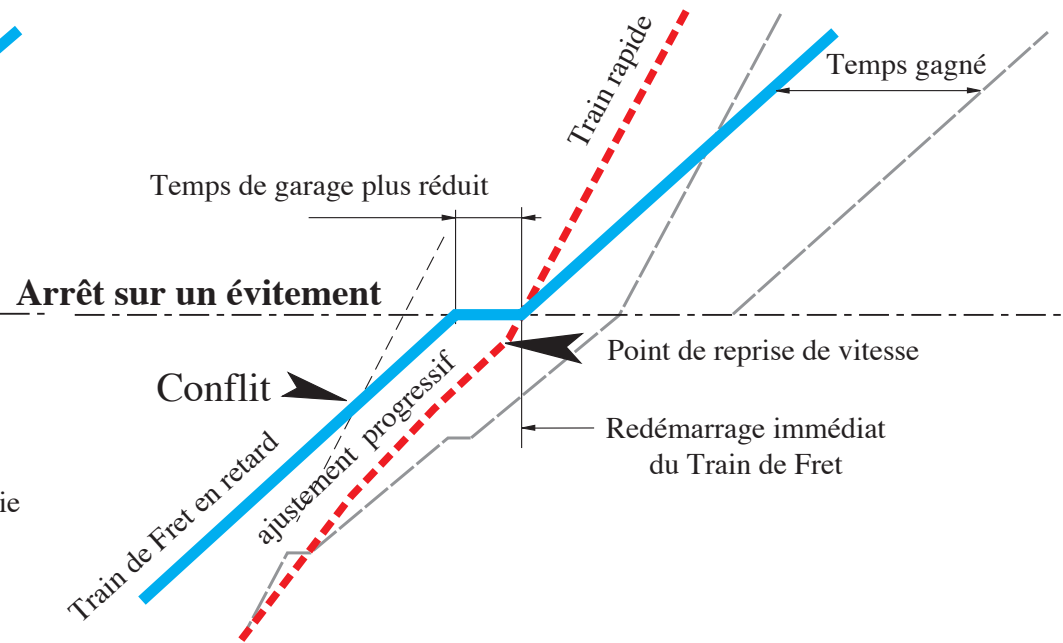 Train rapide
Temps gagné
Temps de garage plus réduit
Arrêt sur un évitement
Point de reprise de vitesse
Conflit
ajustement progressif
Redémarrage immédiat
du Train de Fret
Train de Fret en retard
ie